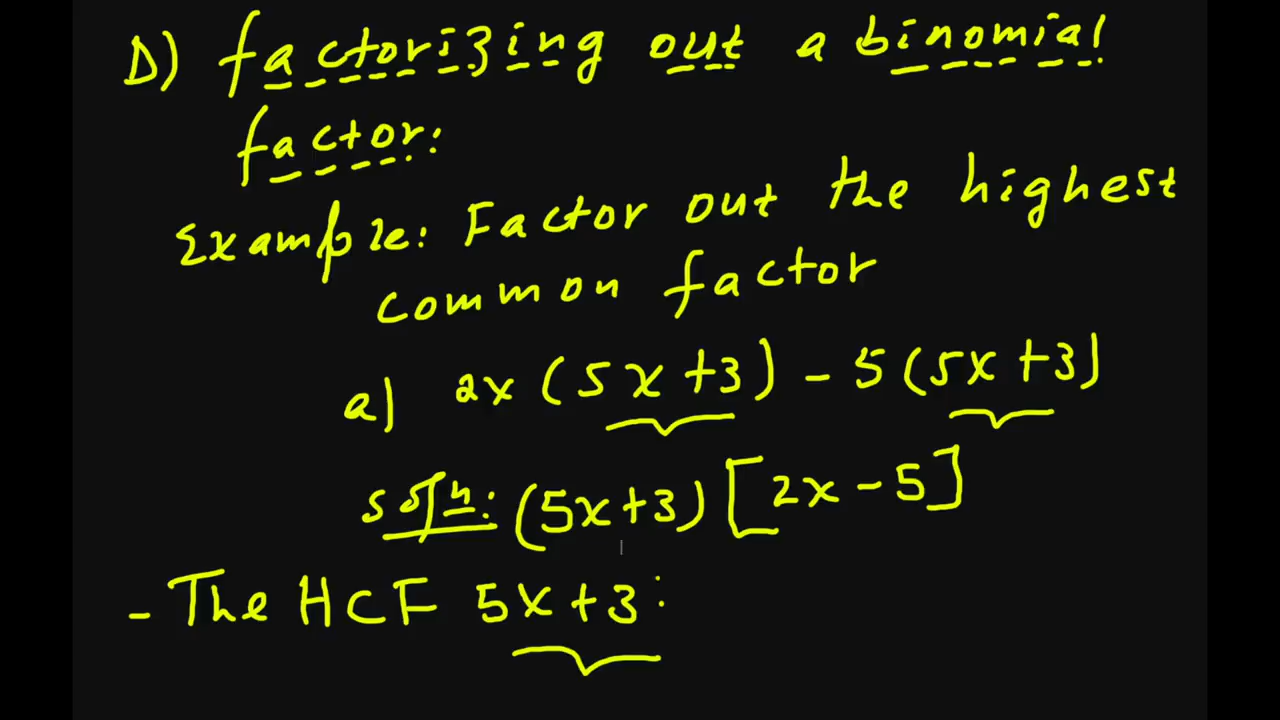 D) factorizing out a binomial
factor:
Example: Factor out the highest
common factor
a) 2x (5x+3) - 5 (5x+3)
soln: (5x+3) [2x-5]
- The HCF 5x+3: